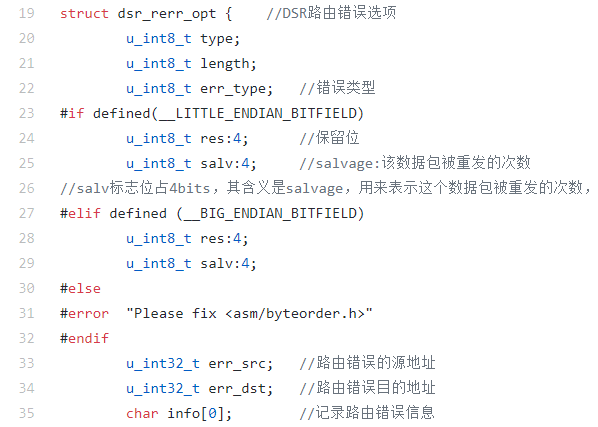 19 struct dsr_rerr_opt {    //DSR路由错误选项
20         u_int8_t type;
21         u_int8_t length;
22         u_int8_t err_type;   //错误类型
23 #if defined(__LITTLE_ENDIAN_BITFIELD)
24         u_int8_t res:4;      //保留位
25         u_int8_t salv:4;     //salvage:该数据包被重发的次数
26 //salv标志位占4bits，其含义是salvage，用来表示这个数据包被重发的次数，
27 #elif defined (__BIG_ENDIAN_BITFIELD)
28         u_int8_t res:4;
29         u_int8_t salv:4;
30 #else
31 #error  "Please fix <asm/byteorder.h>"
32 #endif
33         u_int32_t err_src;   //路由错误的源地址
34         u_int32_t err_dst;   //路由错误目的地址
35         char info[0];        //记录路由错误信息